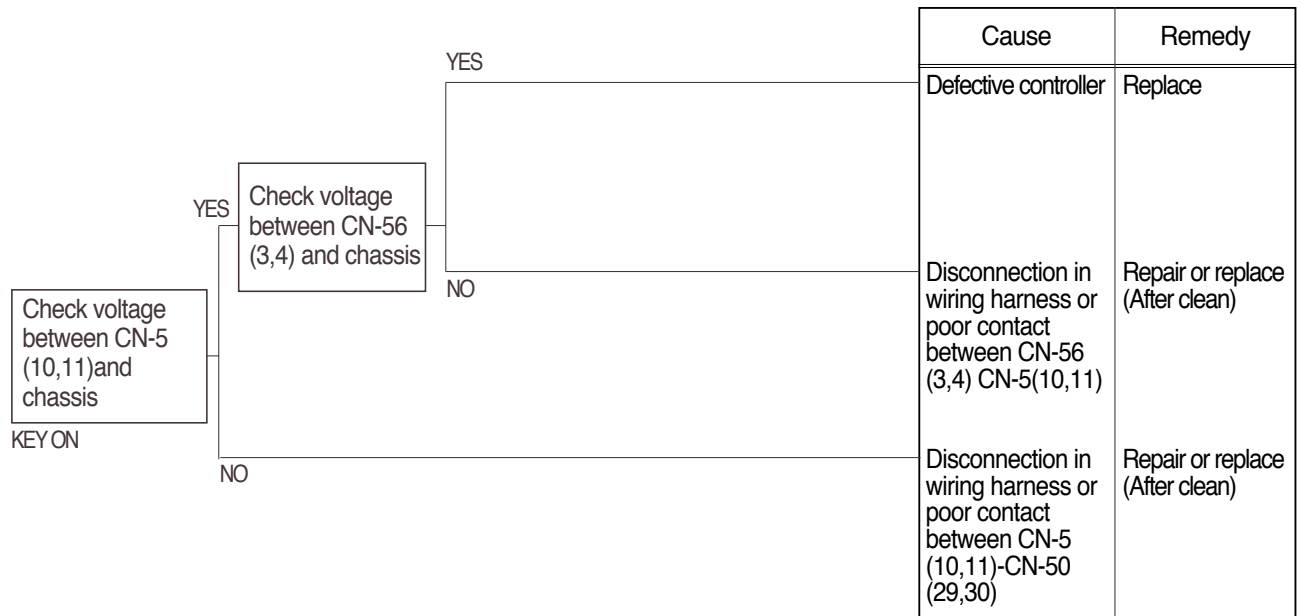 Cause
Remedy
YES
Defective controller
Replace
YES
Check voltage
between CN-56
(3,4) and chassis
NO
Disconnection in
wiring harness or
poor contact
between CN-56
(3,4) CN-5(10,11)
Repair or replace
(After clean)
Check voltage
between CN-5
(10,11)and
chassis
KEY ON
NO
Disconnection in
wiring harness or
poor contact
between CN-5
(10,11)-CN-50
(29,30)
Repair or replace
(After clean)